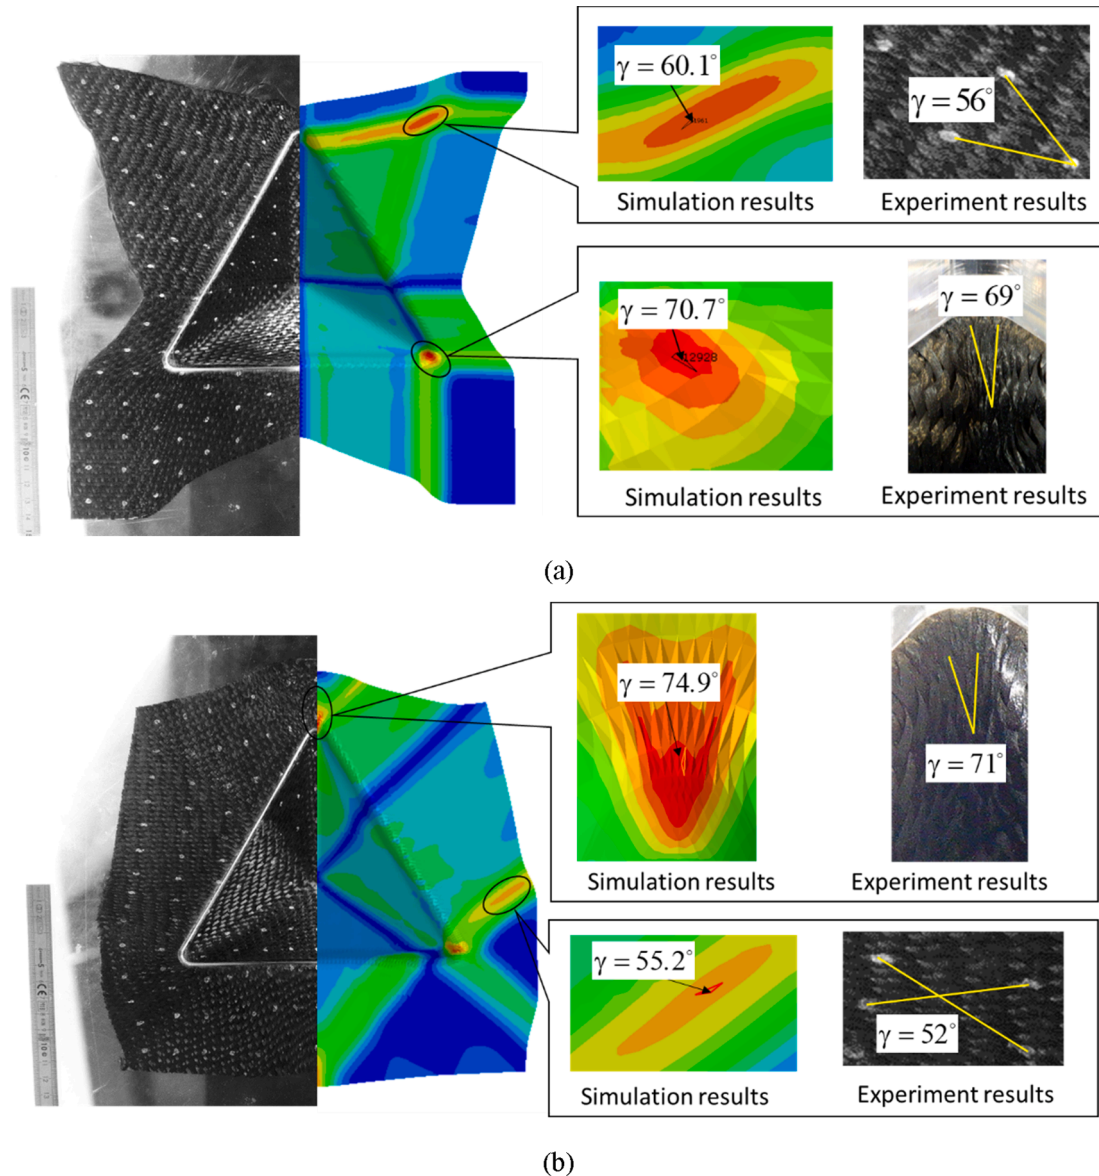 γ = 60.1°
γ = 56°
Simulation results
Experiment results
γ = 70.7°
12928
γ = 69°
Simulation results
Experiment results
(a)
γ = 74.9°
γ = 71°
Simulation results
Experiment results
γ = 55.2°
γ = 52°
Simulation results
Experiment results
(b)